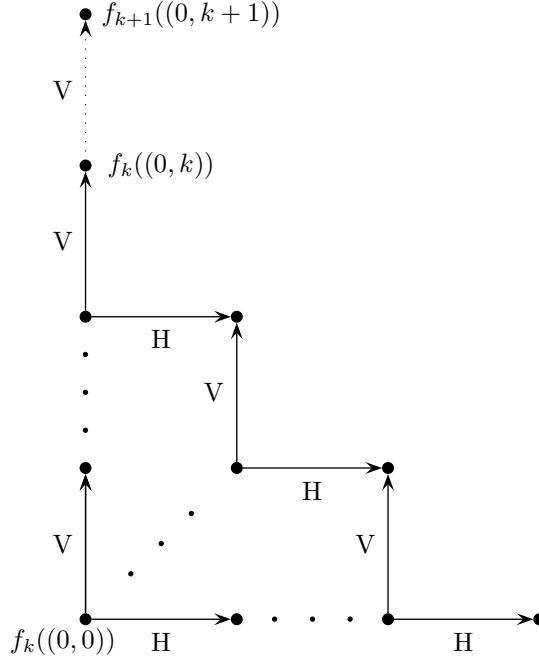 f_{k+1}((0, k + 1))
V
f_k((0, k))
V
H
V
H
V
V
f_k((0, 0))
H
H